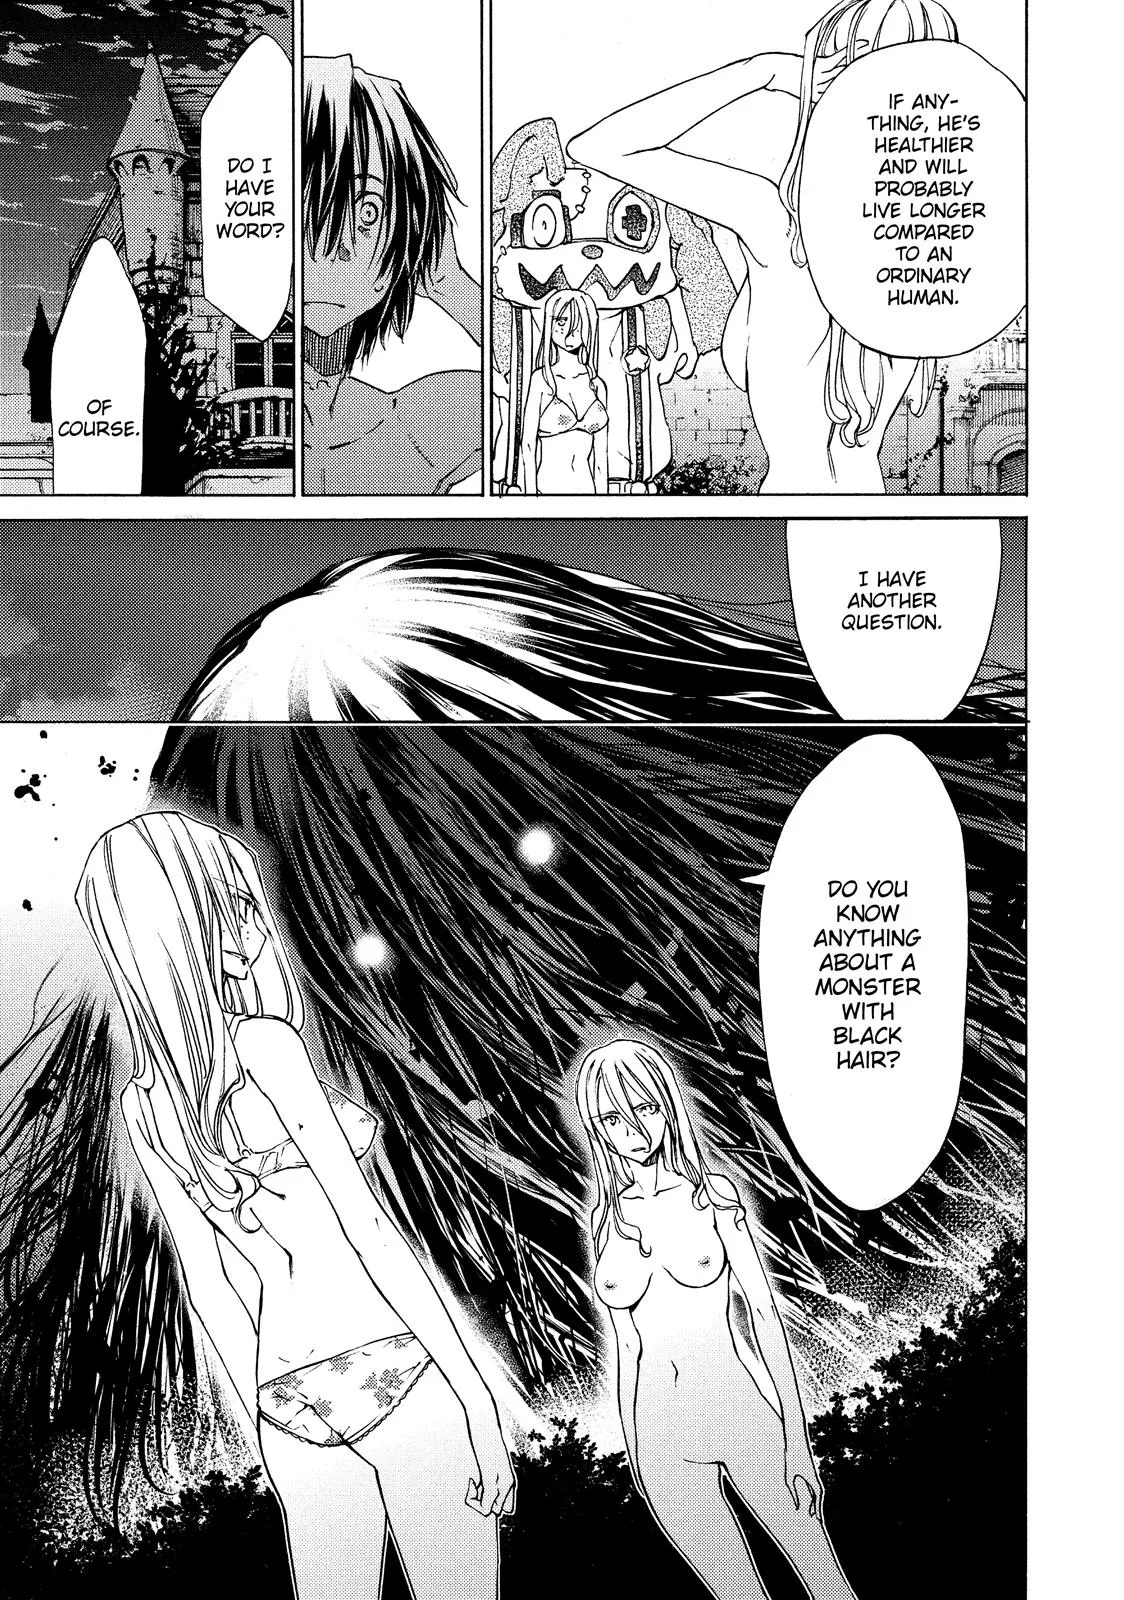 IF ANY-
THING, HE'S
HEALTHIER
AND WILL
PROBABLY
LIVE LONGER
COMPARED
TO AN
ORDINARY
HUMAN.
DO I
HAVE
YOUR
WORD?
OF
COURSE.
I HAVE
ANOTHER
QUESTION.
DO YOU
KNOW
ANYTHING
ABOUT A
MONSTER
WITH
BLACK
HAIR?